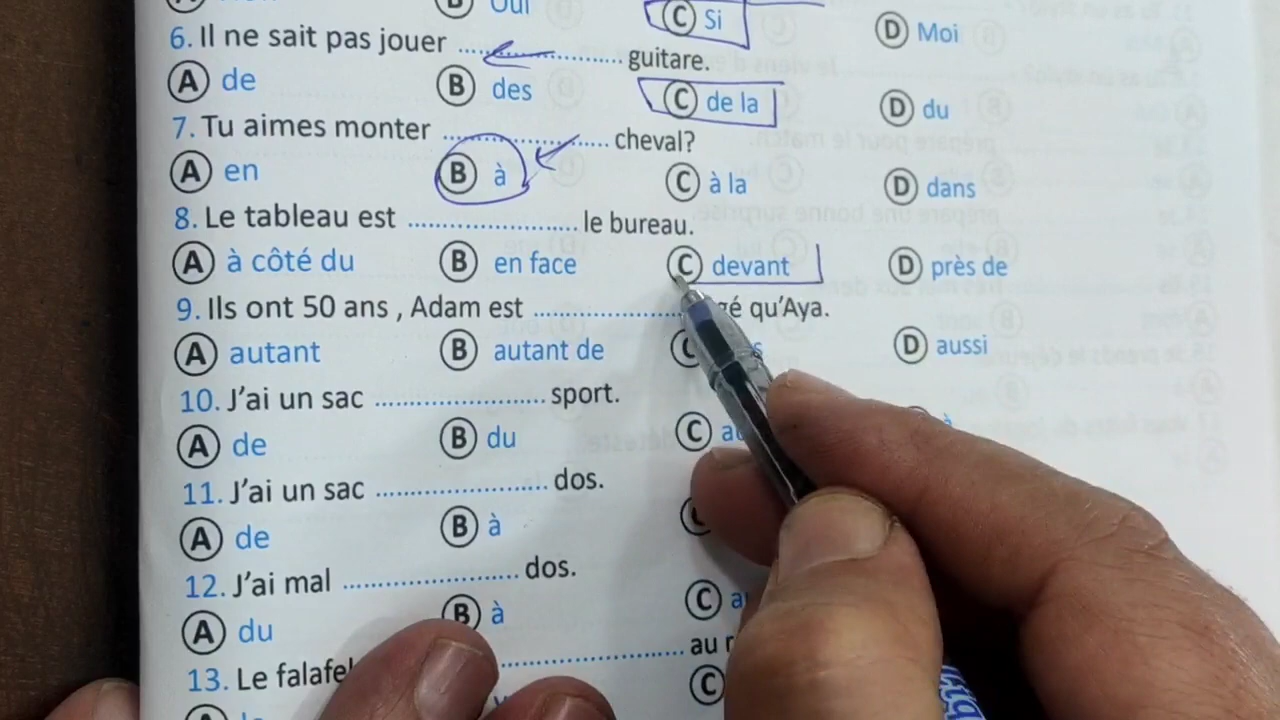 B Oui C Si D Moi
6. Il ne sait pas jouer ........................ guitare.
A de B des C de la D du
7. Tu aimes monter ........................ cheval?
A en B à C à la D dans
8. Le tableau est ........................ le bureau.
A à côté du B en face C devant D près de
9. Ils ont 50 ans , Adam est ........................ qu'Aya.
A autant B autant de C D aussi
10. J'ai un sac ........................ sport.
A de B du C à
11. J'ai un sac ........................ dos.
A de B à
12. J'ai mal ........................ dos.
A du B à C
13. Le falafel ........................ au
C